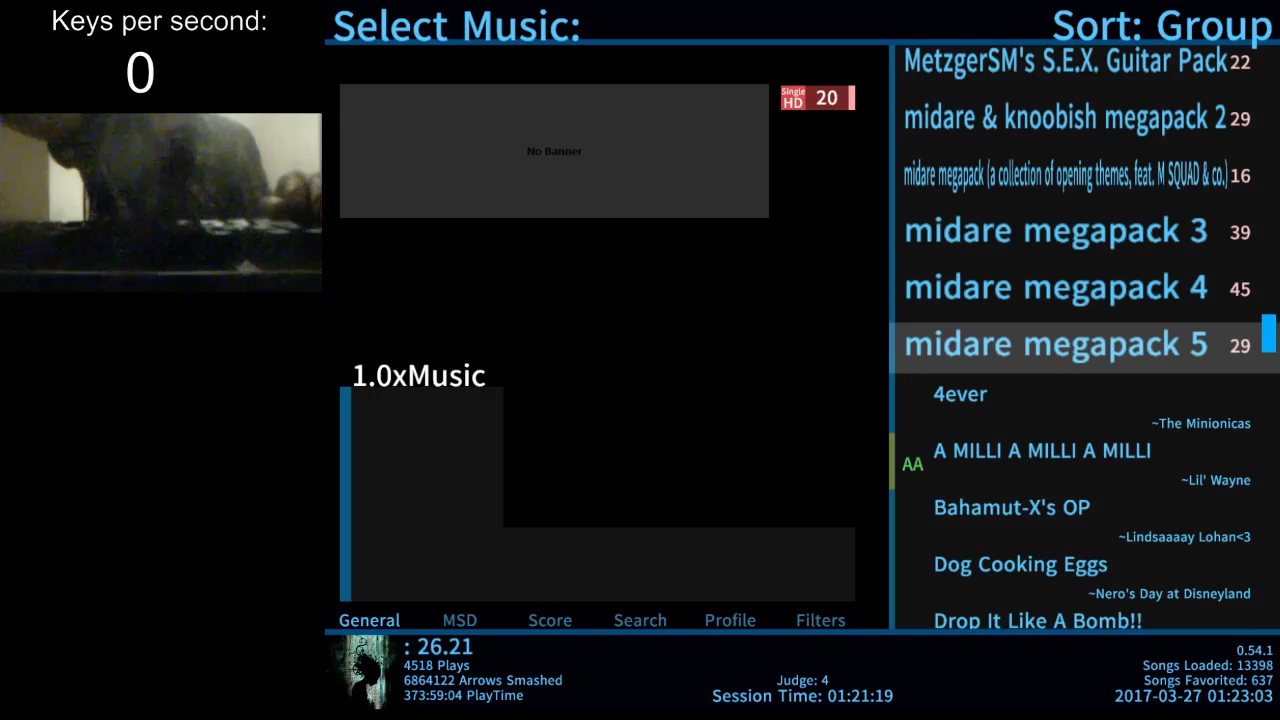 Keys per second:
0
Select Music:
Sort: Group
No Banner
Single
HD
20
MetzgerSM's S.E.X. Guitar Pack 22
midare & knoobish megapack 2 29
midare megapack (a collection of opening themes, feat. M SQUAD & co.) 16
midare megapack 3 39
midare megapack 4 45
midare megapack 5 29
4ever
~The Minionicas
AA
A MILLI A MILLI A MILLI
~Lil' Wayne
Bahamut-X's OP
~Lindsaaaay Lohan<3
Dog Cooking Eggs
~Nero's Day at Disneyland
Drop It Like A Bomb!!
1.0xMusic
General MSD Score Search Profile Filters
: 26.21
4518 Plays
6864122 Arrows Smashed
373:59:04 PlayTime
Judge: 4
Session Time: 01:21:19
0.54.1
Songs Loaded: 13398
Songs Favorited: 637
2017-03-27 01:23:03